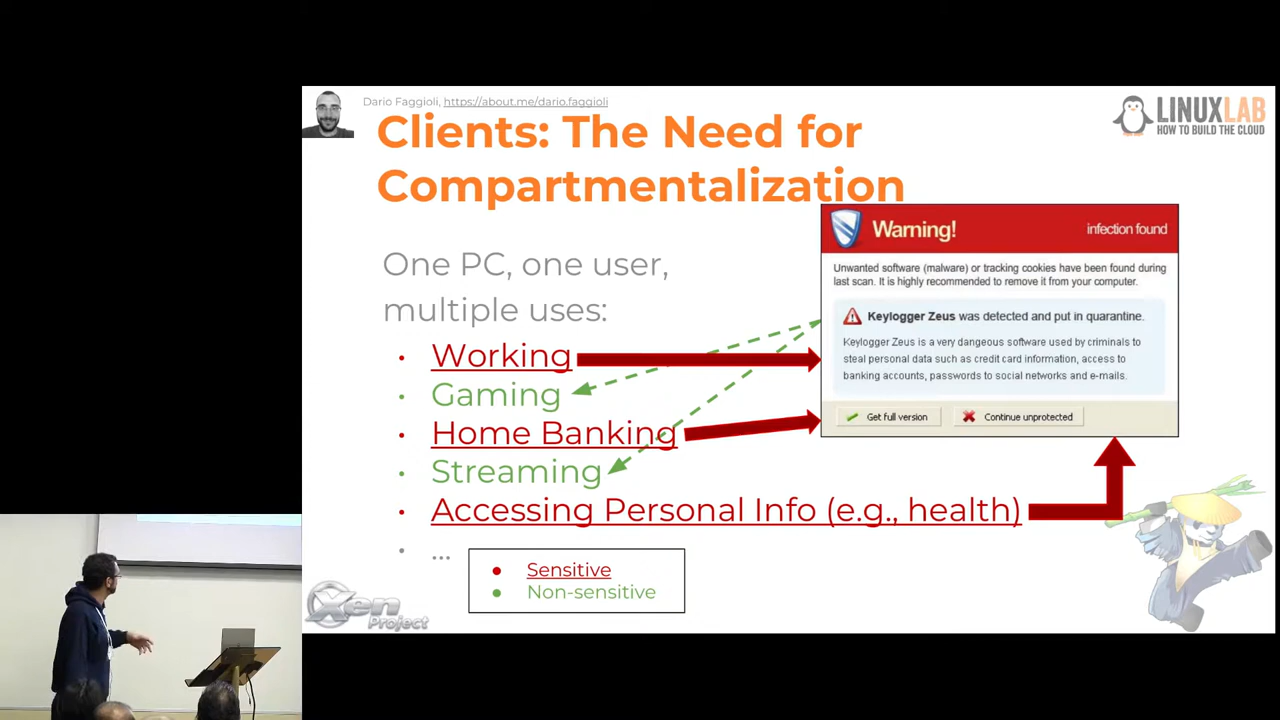 Dario Faggioli, https://about.me/dario.faggioli
LINUXLAB
HOW TO BUILD THE CLOUD
Clients: The Need for
Compartmentalization
Warning!
infection found
Unwanted software (malware) or tracking cookies have been found during
last scan. It is highly recommended to remove it from your computer.
Keylogger Zeus was detected and put in quarantine.
Keylogger Zeus is a very dangeous software used by criminals to
steal personal data such as credit card information, access to
banking accounts, passwords to social networks and e-mails.
Get full version
Continue unprotected
One PC, one user,
multiple uses:
• Working
• Gaming
• Home Banking
• Streaming
• Accessing Personal Info (e.g., health)
• ...
• Sensitive
• Non-sensitive
Xen
Project